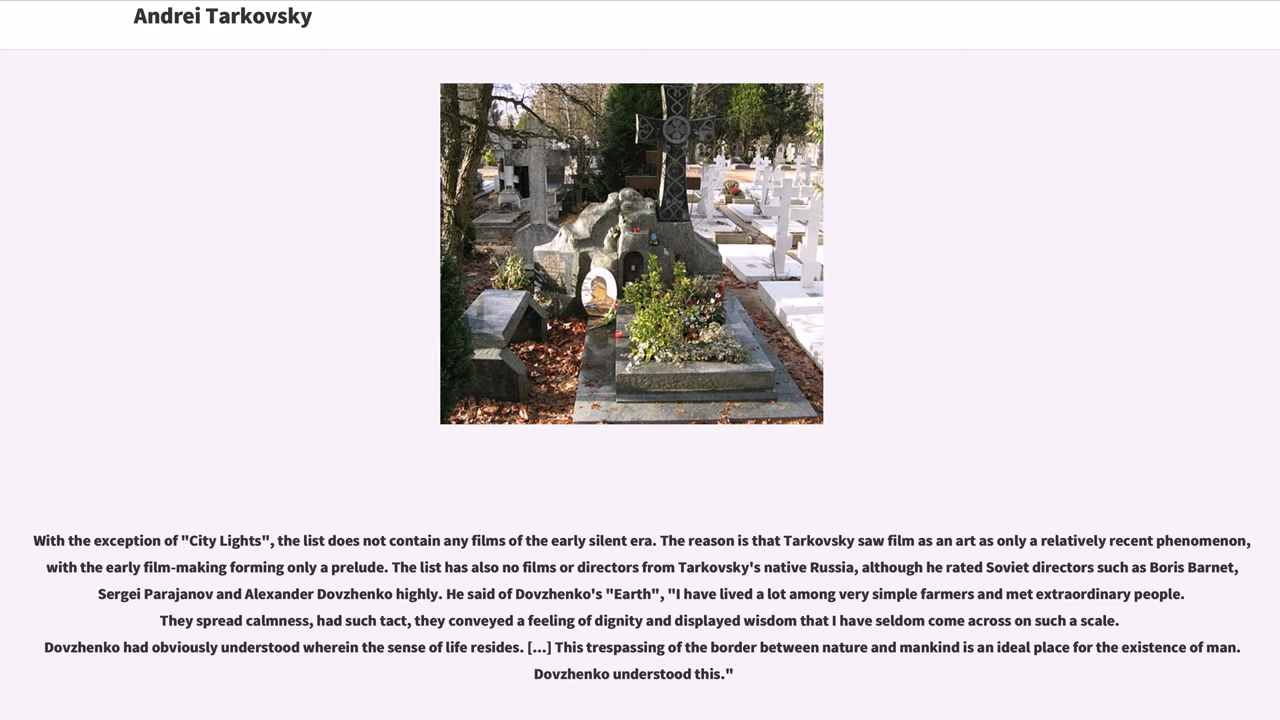 Andrei Tarkovsky
With the exception of "City Lights", the list does not contain any films of the early silent era. The reason is that Tarkovsky saw film as an art as only a relatively recent phenomenon,
with the early film-making forming only a prelude. The list has also no films or directors from Tarkovsky's native Russia, although he rated Soviet directors such as Boris Barnet,
Sergei Parajanov and Alexander Dovzhenko highly. He said of Dovzhenko's "Earth", "I have lived a lot among very simple farmers and met extraordinary people.
They spread calmness, had such tact, they conveyed a feeling of dignity and displayed wisdom that I have seldom come across on such a scale.
Dovzhenko had obviously understood wherein the sense of life resides. [...] This trespassing of the border between nature and mankind is an ideal place for the existence of man.
Dovzhenko understood this."